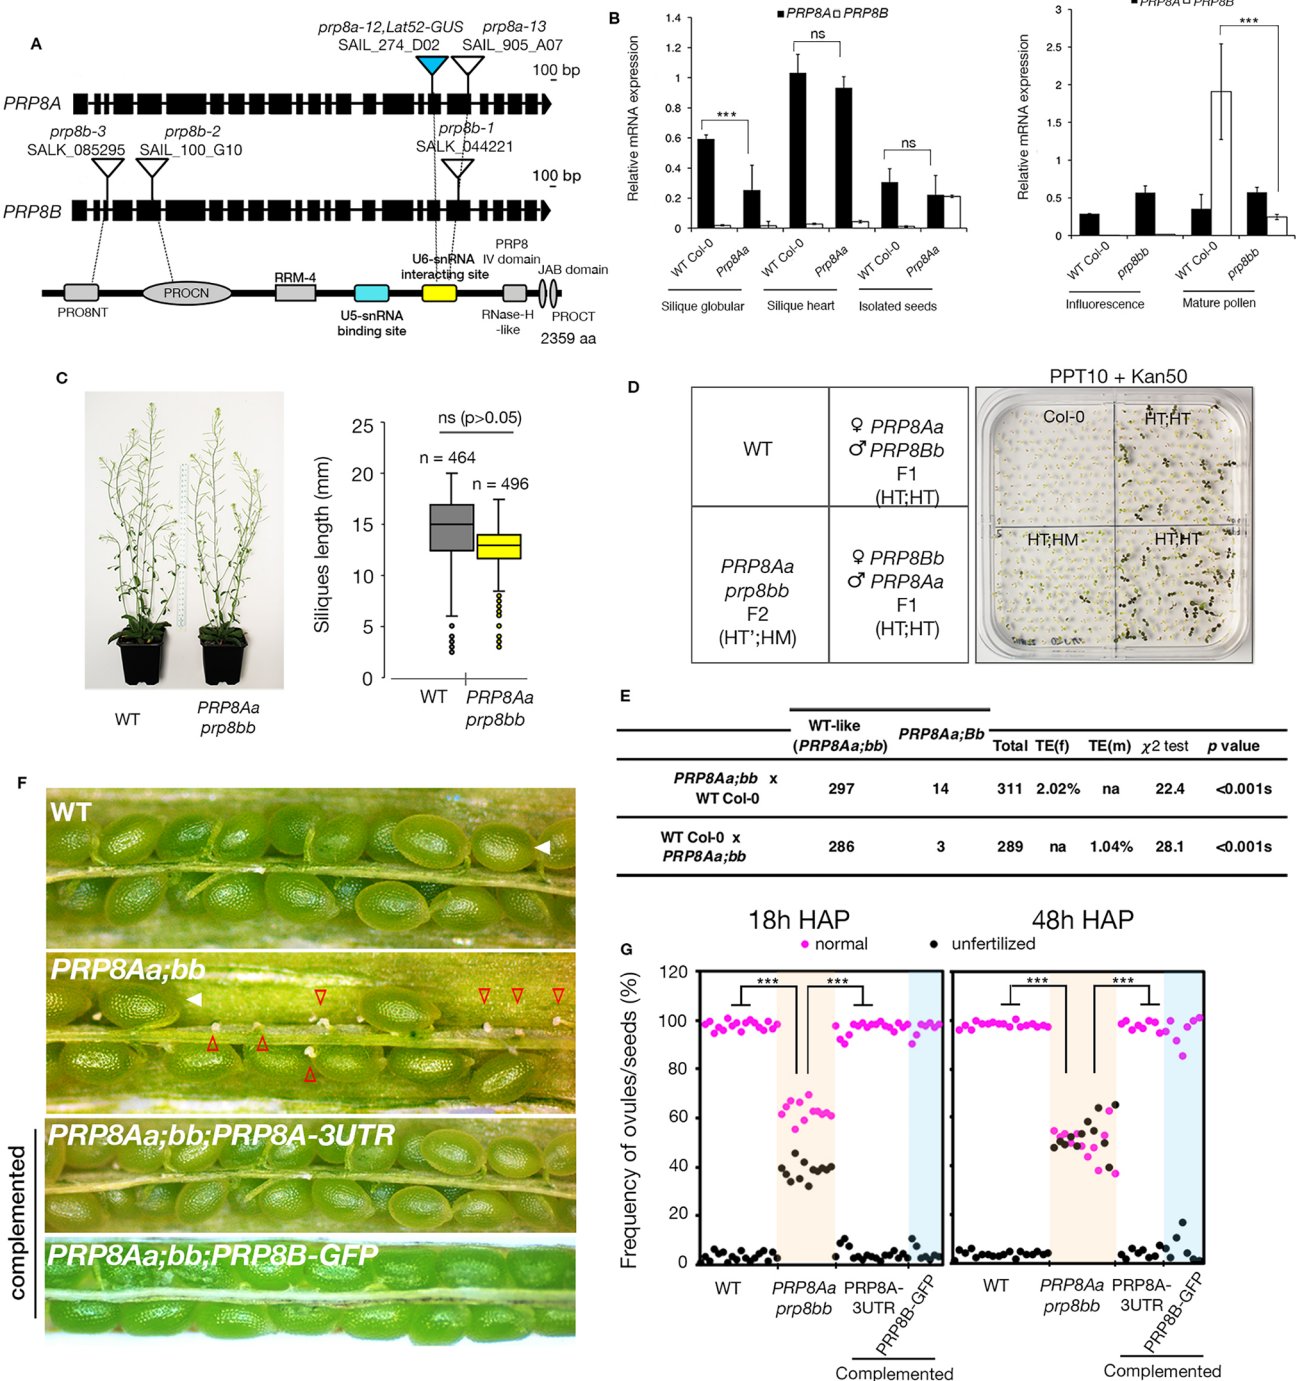 A
prp8a-12,Lat52-GUS prp8a-13
SAIL_274_D02 SAIL_905_A07
100 bp
PRP8A
prp8b-3 prp8b-2 prp8b-1
SALK_085295 SAIL_100_G10 SALK_044221
100 bp
PRP8B
PRO8NT
PROCN
RRM-4
U5-snRNA
binding site
U6-snRNA
interacting site
PRP8
IV domain
RNase-H
-like
JAB domain
PROCT
2359 aa
B
PRP8A PRP8B
Relative mRNA expression
1.4
1.2
1
0.8
0.6
0.4
0.2
0
***
ns
ns
WT Col-0 Prp8Aa WT Col-0 Prp8Aa WT Col-0 Prp8Aa
Silique globular Silique heart Isolated seeds
PRP8A PRP8B
Relative mRNA expression
3
2.5
2
1.5
1
0.5
0
***
WT Col-0 prp8bb WT Col-0 prp8bb
Influorescence Mature pollen
C
WT
PRP8Aa
prp8bb
Siliques length (mm)
25
20
15
10
5
0
ns (p>0.05)
n = 464
n = 496
WT PRP8Aa
prp8bb
D
WT
♀ PRP8Aa
♂ PRP8Bb
F1
(HT;HT)
PRP8Aa
prp8bb
F2
(HT';HM)
♀ PRP8Bb
♂ PRP8Aa
F1
(HT;HT)
PPT10 + Kan50
Col-0 HT;HT
HT;HM HT;HT
E
WT-like
(PRP8Aa;bb) PRP8Aa;Bb Total TE(f) TE(m) χ2 test p value
PRP8Aa;bb x
WT Col-0 297 14 311 2.02% na 22.4 <0.001s
WT Col-0 x
PRP8Aa;bb 286 3 289 na 1.04% 28.1 <0.001s
F
WT
PRP8Aa;bb
complemented
PRP8Aa;bb;PRP8A-3UTR
PRP8Aa;bb;PRP8B-GFP
G
18h HAP 48h HAP
normal unfertilized
Frequency of ovules/seeds (%)
120
100
80
60
40
20
0
*** ***
*** ***
WT PRP8Aa
prp8bb PRP8A-
3UTR PRP8B-GFP
Complemented
WT PRP8Aa
prp8bb PRP8A-
3UTR PRP8B-GFP
Complemented